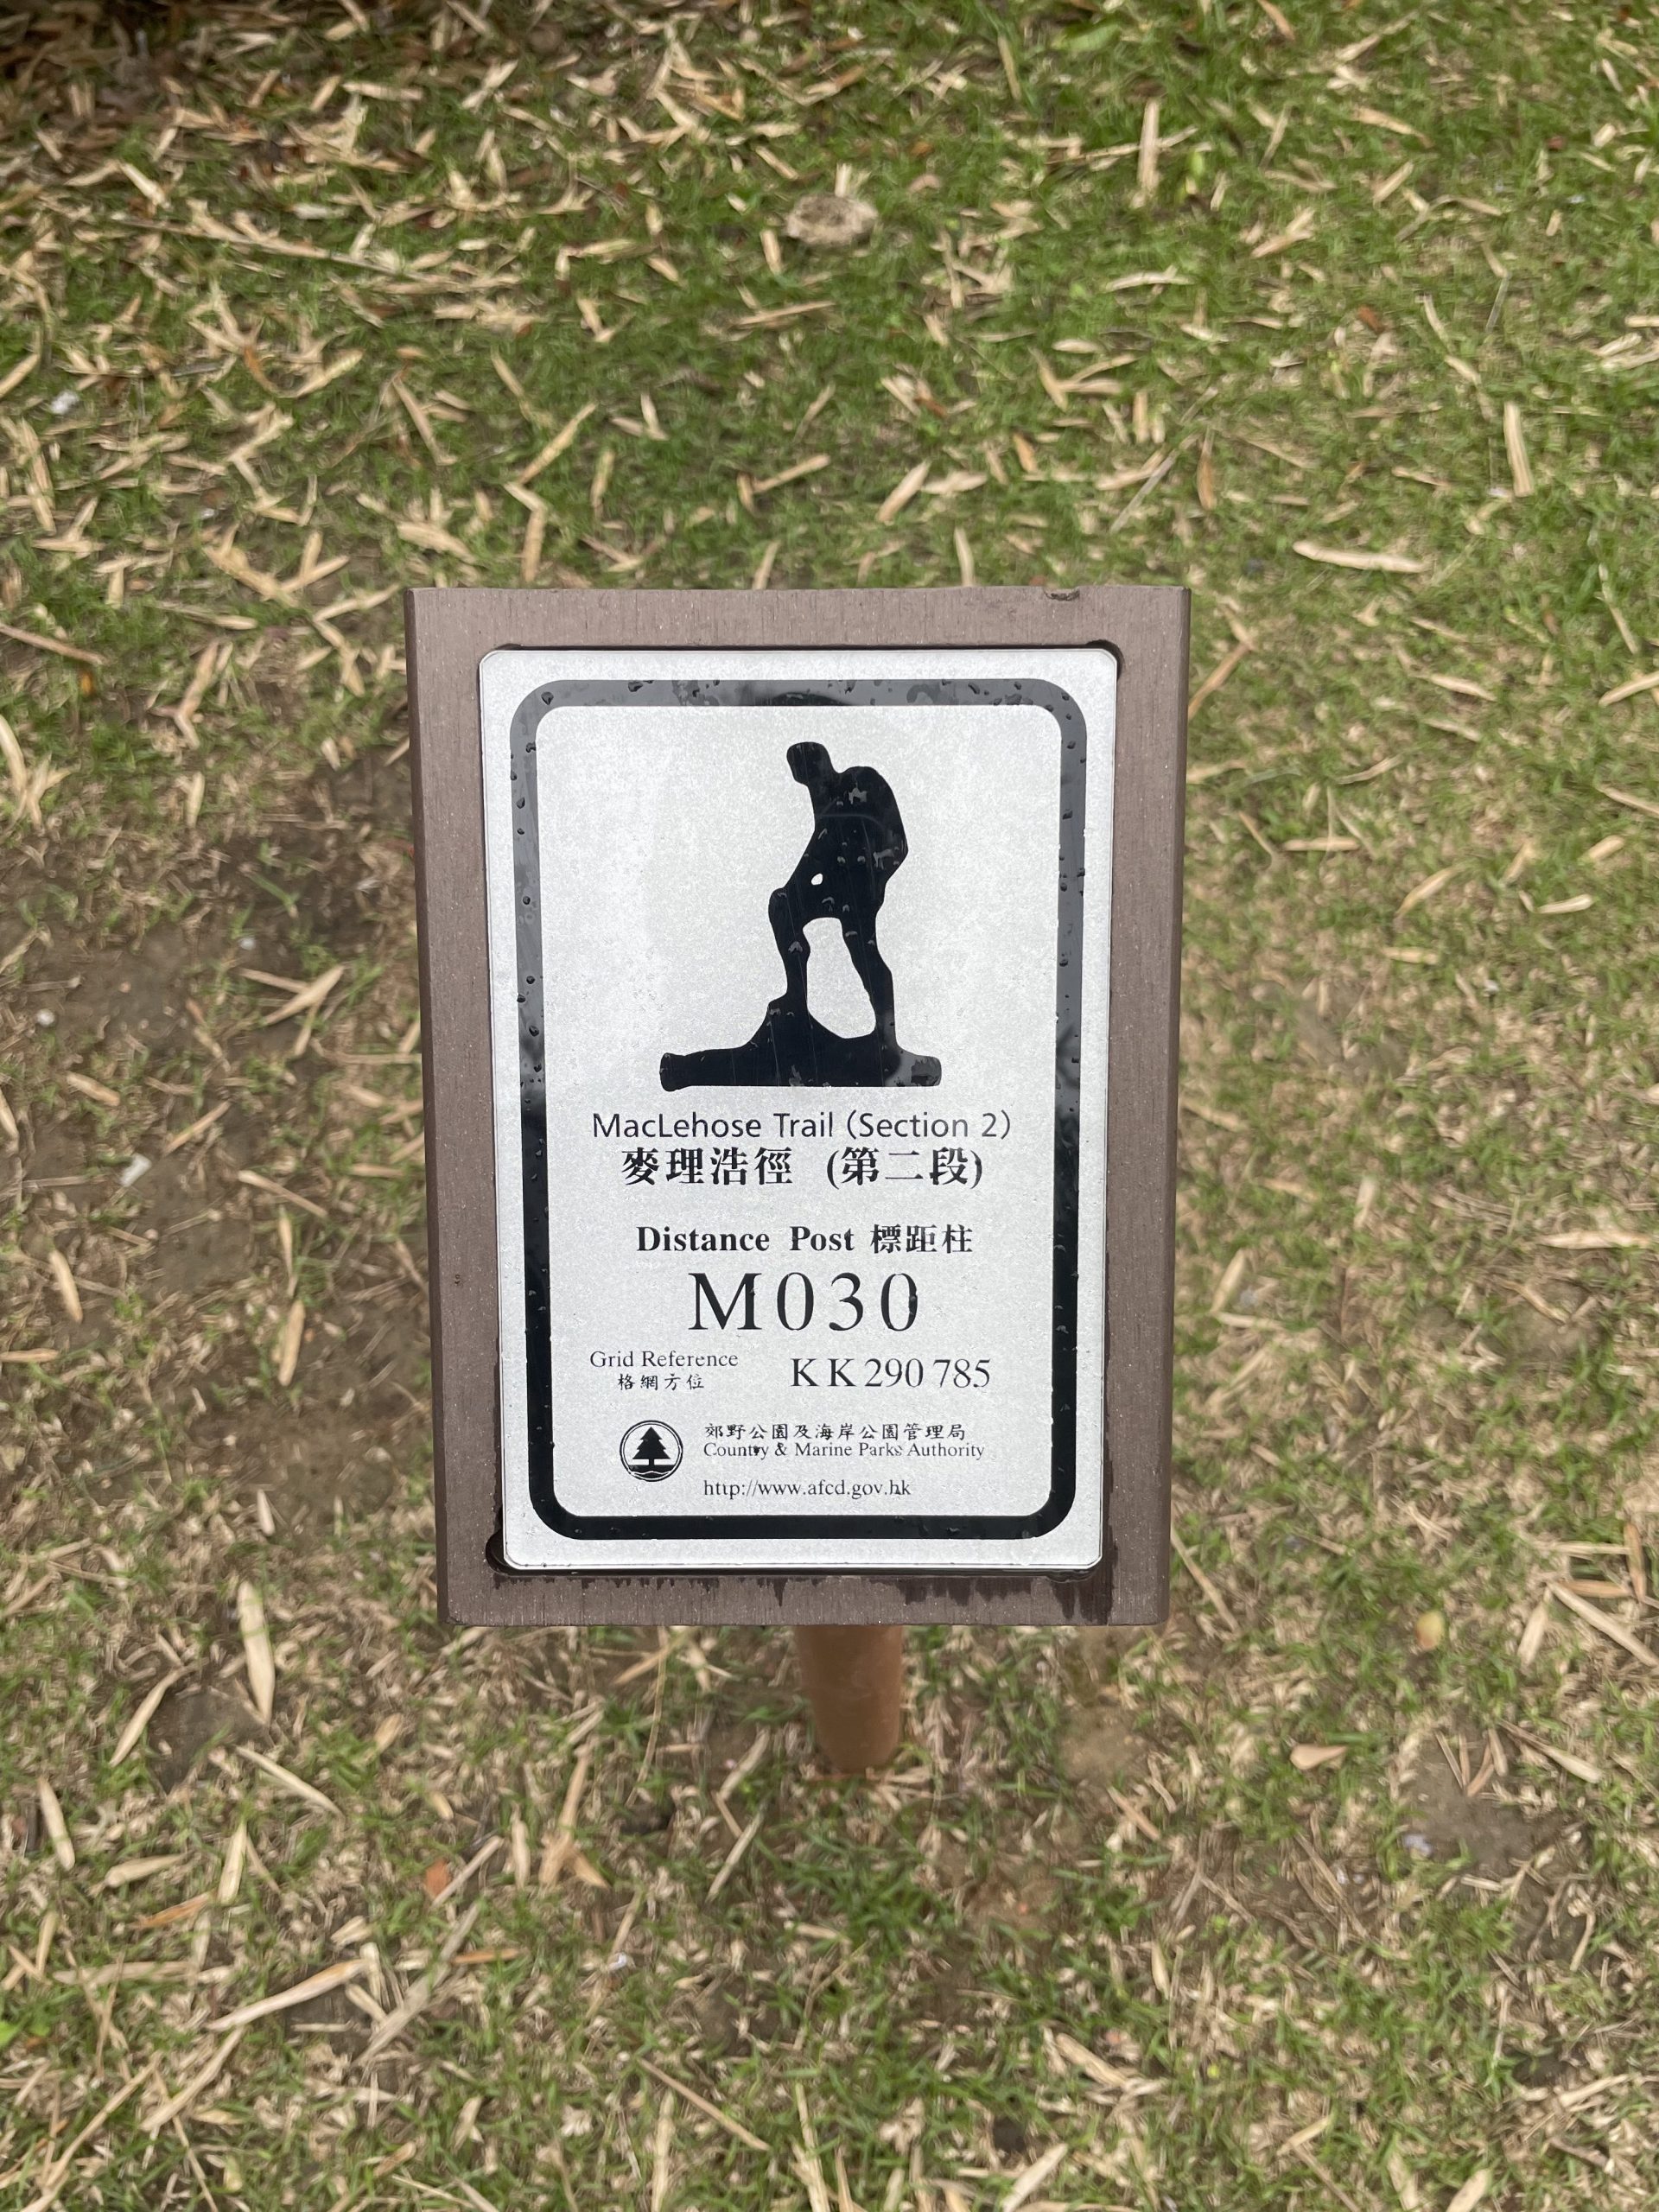 MacLehose Trail (Section 2)
麥理浩徑 (第二段)
Distance Post 標距柱
M030
Grid Reference
格網方位
KK 290 785
郊野公園及海岸公園管理局
Country & Marine Parks Authority
http://www.afcd.gov.hk